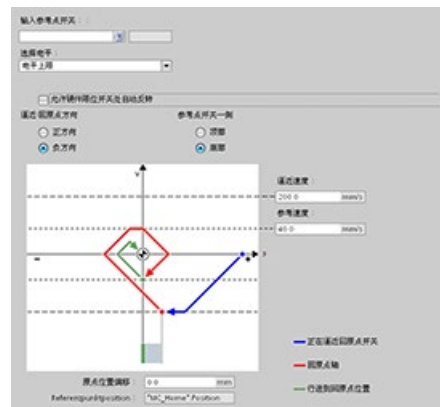 输入参考点开关：
选择电平：
电平上限
允许硬件限位开关处自动反转
逼近/回原点方向
参考点开关一侧
正方向
顶部
负方向
底部
V
逼近速度：
200.0 mm/s
参考速度：
40.0 mm/s
- + x
正在逼近回原点开关
回原点轴
行进到回原点位置
原点位置偏移： 0.0 mm
Referenzpunktposition: "MC_Home".Position